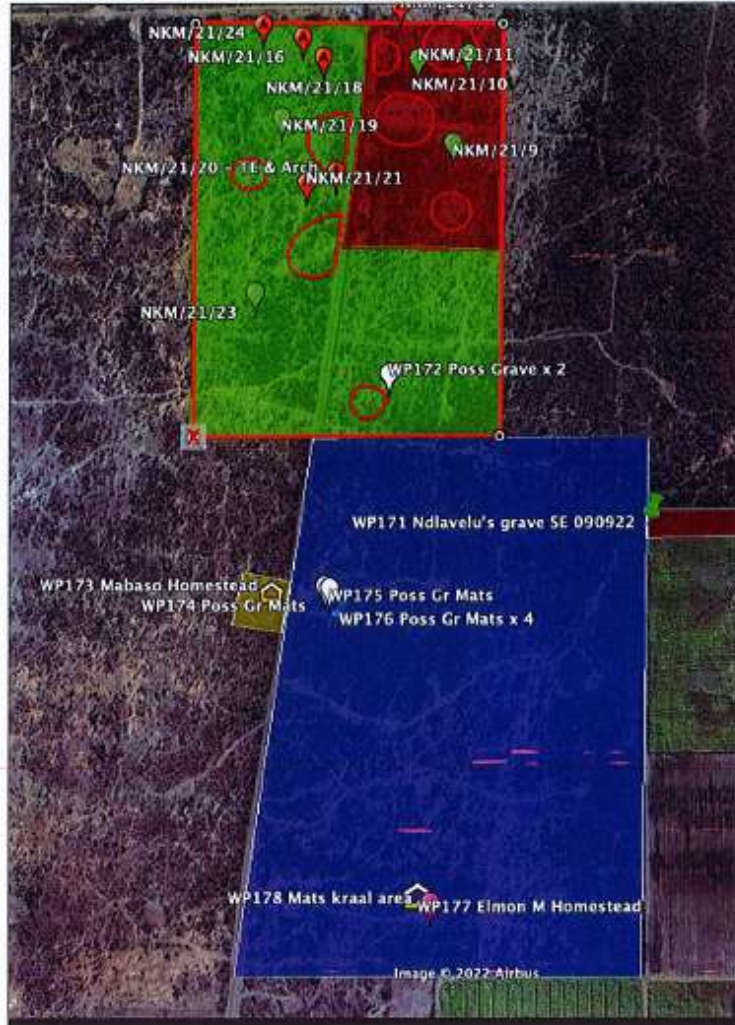 NKM/21/24
NKM/21/16
NKM/21/11
NKM/21/18
NKM/21/10
NKM/21/19
NKM/21/9
NKM/21/20 - TE & Arch
NKM/21/21
NKM/21/23
WP172 Poss Grave x 2
WP171 Ndlavelu's grave SE 090922
WP173 Mabaso Homestead
WP174 Poss Gr Mats
WP175 Poss Gr Mats
WP176 Poss Gr Mats x 4
WP178 Mats kraal area
WP177 Elmon M Homestead
Image © 2022 Airbus